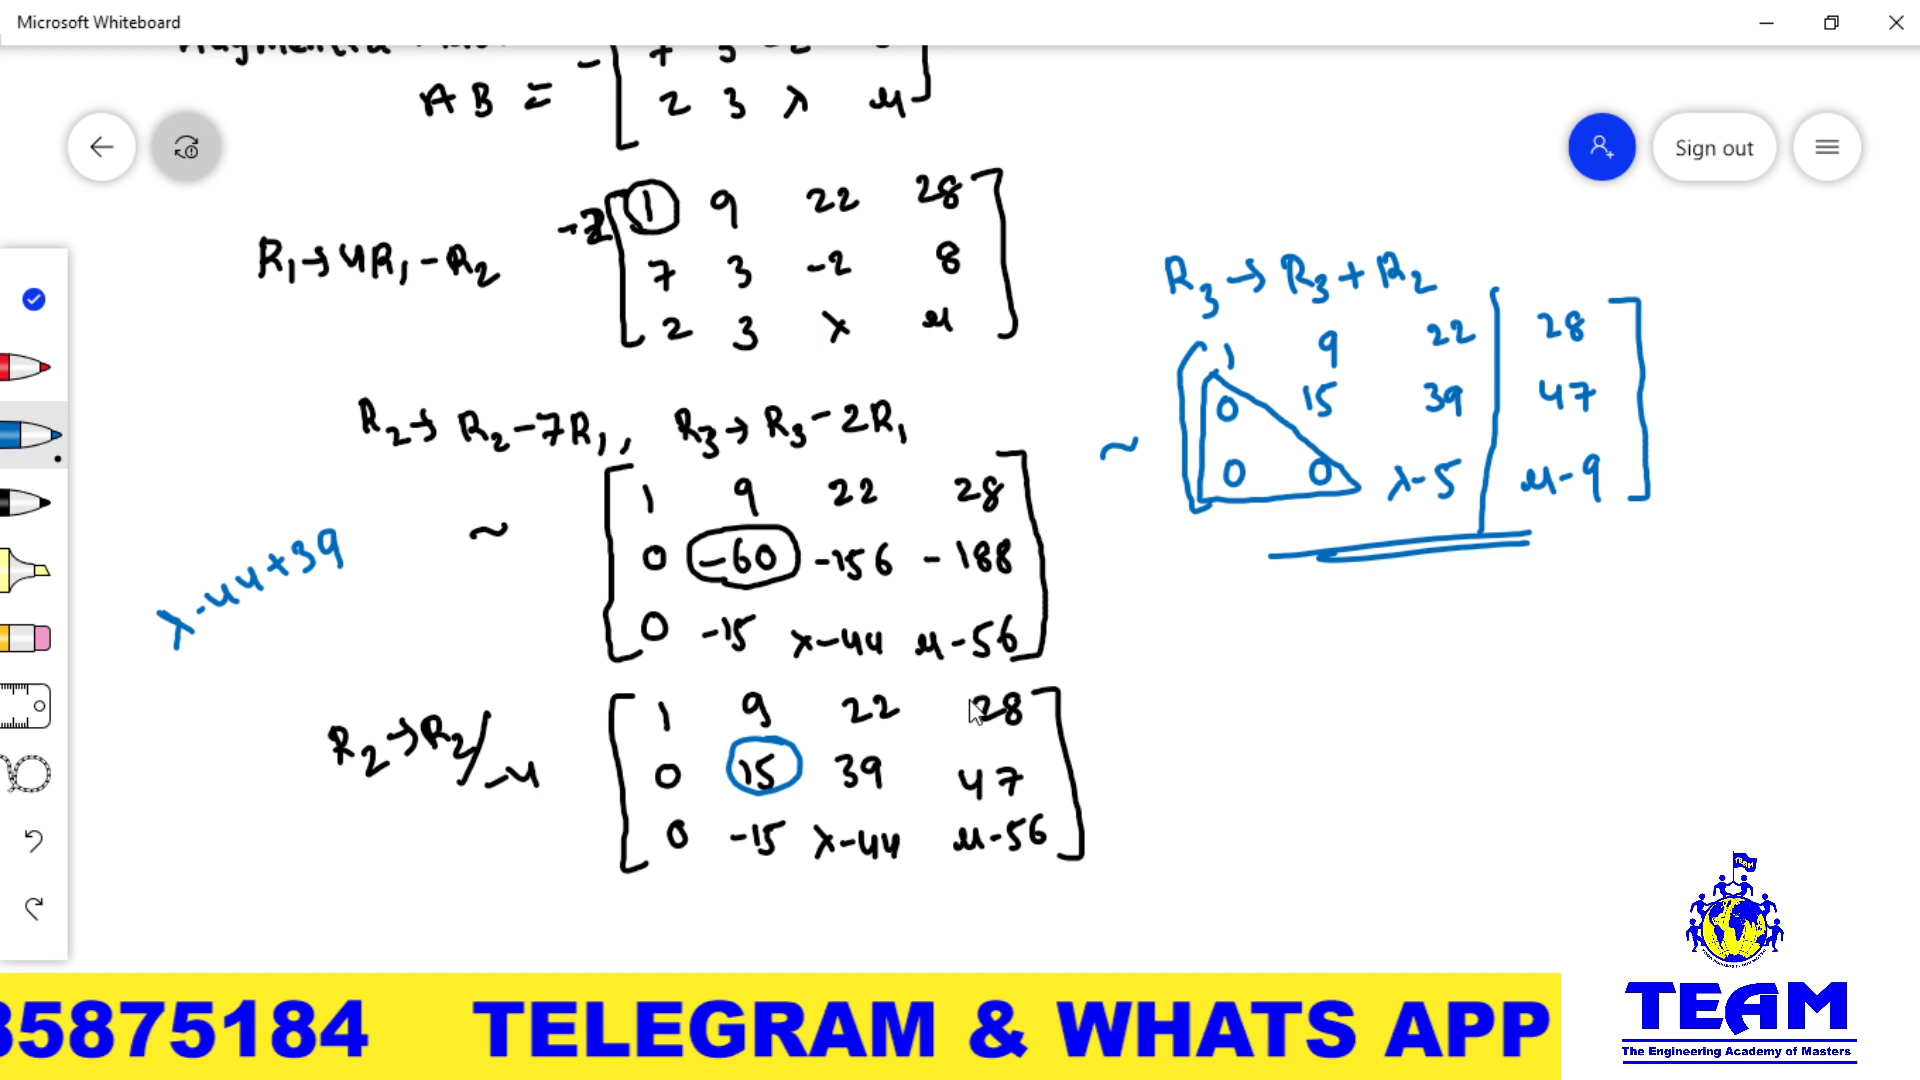 Microsoft Whiteboard
Sign out
AB =
2 3 λ μ
R₁→4R₁-R₂
1 9 22 28
7 3 -2 8
2 3 λ μ
R₂→ R₂-7R₁, R₃→ R₃-2R₁
~
1 9 22 28
0 -60 -156 -188
0 -15 λ-44 μ-56
λ-44+39
R₂→R₂/-4
1 9 22 28
0 15 39 47
0 -15 λ-44 μ-56
R₃→ R₃+R₂
~
1 9 22 28
0 15 39 47
0 0 λ-5 μ-9
35875184 TELEGRAM & WHATS APP
TEAM
The Engineering Academy of Masters